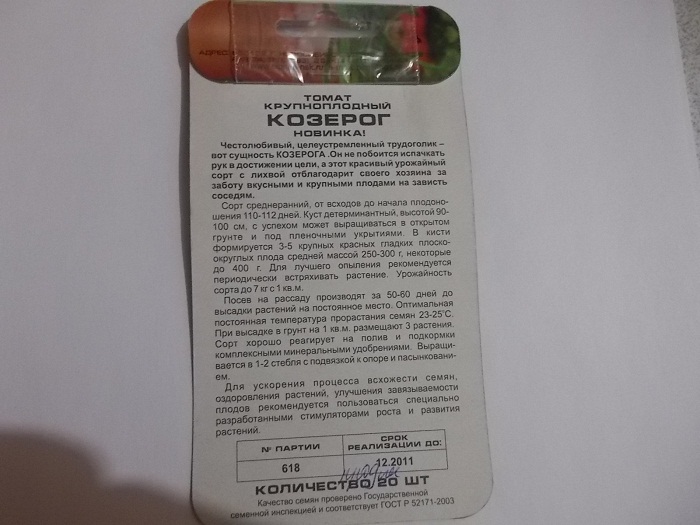 ТОМАТ
КРУПНОПЛОДНЫЙ
КОЗЕРОГ
НОВИНКА!
Честолюбивый, целеустремленный трудоголик –
вот сущность КОЗЕРОГА .Он не побоится испачкать
рук в достижении цели, а этот красивый урожайный
сорт с лихвой отблагодарит своего хозяина за
заботу вкусными и крупными плодами на зависть
соседям.
Сорт среднеранний, от всходов до начала плодоно-
шения 110-112 дней. Куст детерминантный, высотой 90-
100 см, с успехом может выращиваться в открытом
грунте и под пленочными укрытиями. В кисти
формируется 3-5 крупных красных гладких плоско-
округлых плода средней массой 250-300 г, некоторые
до 400 г. Для лучшего опыления рекомендуется
периодически встряхивать растение. Урожайность
сорта до 7 кг с 1 кв.м.
Посев на рассаду производят за 50-60 дней до
высадки растений на постоянное место. Оптимальная
постоянная температура прорастания семян 23-25°С.
При высадке в грунт на 1 кв.м. размещают 3 растения.
Сорт хорошо реагирует на полив и подкормки
комплексными минеральными удобрениями. Выращи-
вается в 1-2 стебля с подвязкой к опоре и пасынковани-
ем.
Для ускорения процесса всхожести семян,
оздоровления растений, улучшения завязываемости
плодов рекомендуется пользоваться специально
разработанными стимуляторами роста и развития
растений.
№ ПАРТИИ
СРОК
РЕАЛИЗАЦИИ ДО:
618
12.2011
КОЛИЧЕСТВО 20 ШТ
Качество семян проверено Государственной
семенной инспекцией и соответствует ГОСТ Р 52171-2003